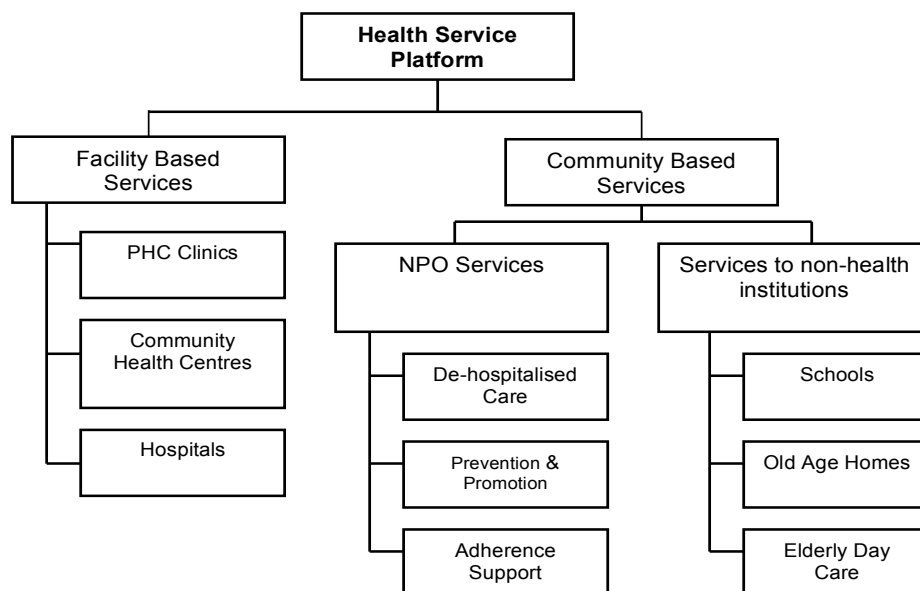 Health Service
Platform
Facility Based
Services
PHC Clinics
Community
Health Centres
Hospitals
Community Based
Services
NPO Services
De-hospitalised
Care
Prevention &
Promotion
Adherence
Support
Services to non-health
institutions
Schools
Old Age Homes
Elderly Day
Care